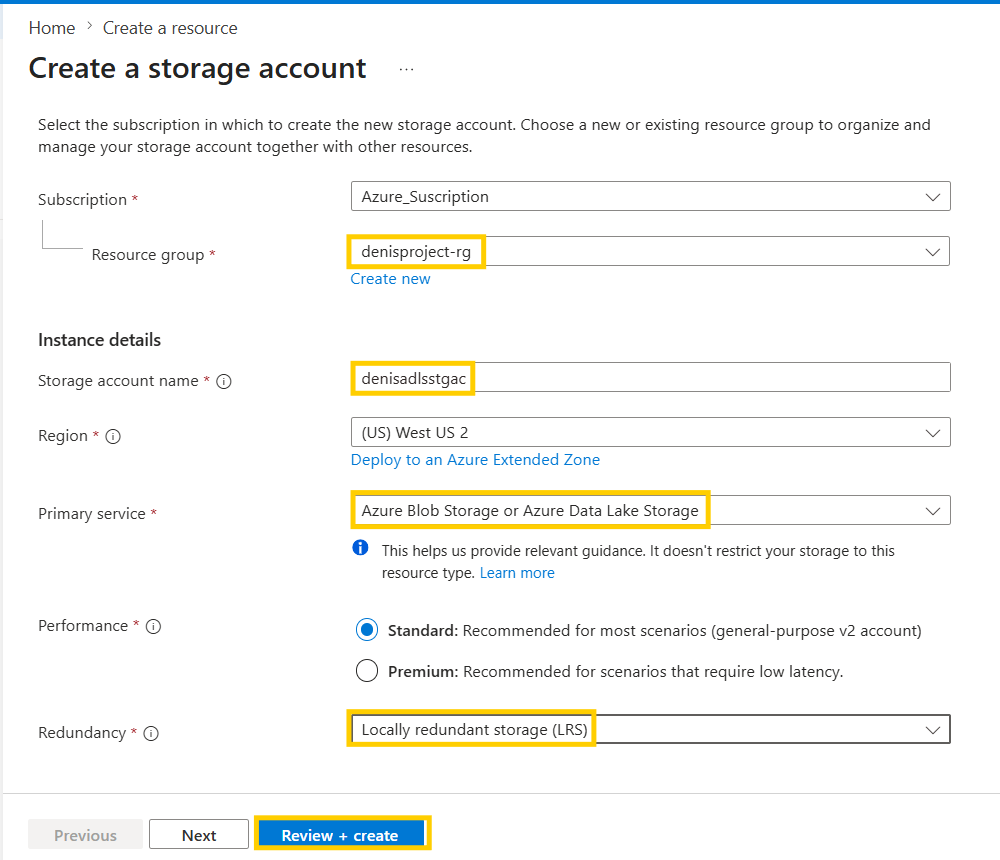 Home > Create a resource
Create a storage account ...
Select the subscription in which to create the new storage account. Choose a new or existing resource group to organize and
manage your storage account together with other resources.
Subscription * Azure_Suscription
Resource group * denisproject-rg
Create new
Instance details
Storage account name * denisadlsstgac
Region * (US) West US 2
Deploy to an Azure Extended Zone
Primary service * Azure Blob Storage or Azure Data Lake Storage
This helps us provide relevant guidance. It doesn't restrict your storage to this
resource type. Learn more
Performance * Standard: Recommended for most scenarios (general-purpose v2 account)
Premium: Recommended for scenarios that require low latency.
Redundancy * Locally redundant storage (LRS)
Previous Next Review + create